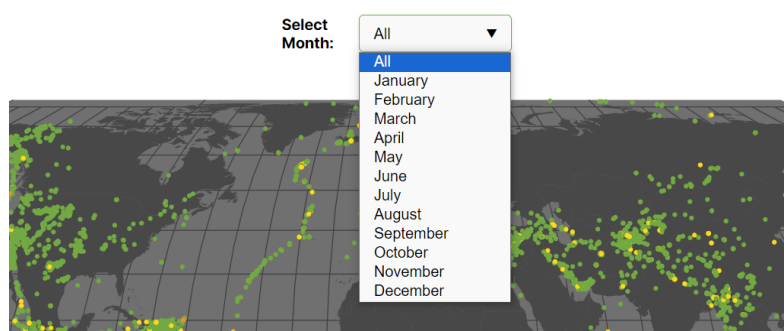 Select
Month:
All
All
January
February
March
April
May
June
July
August
September
October
November
December